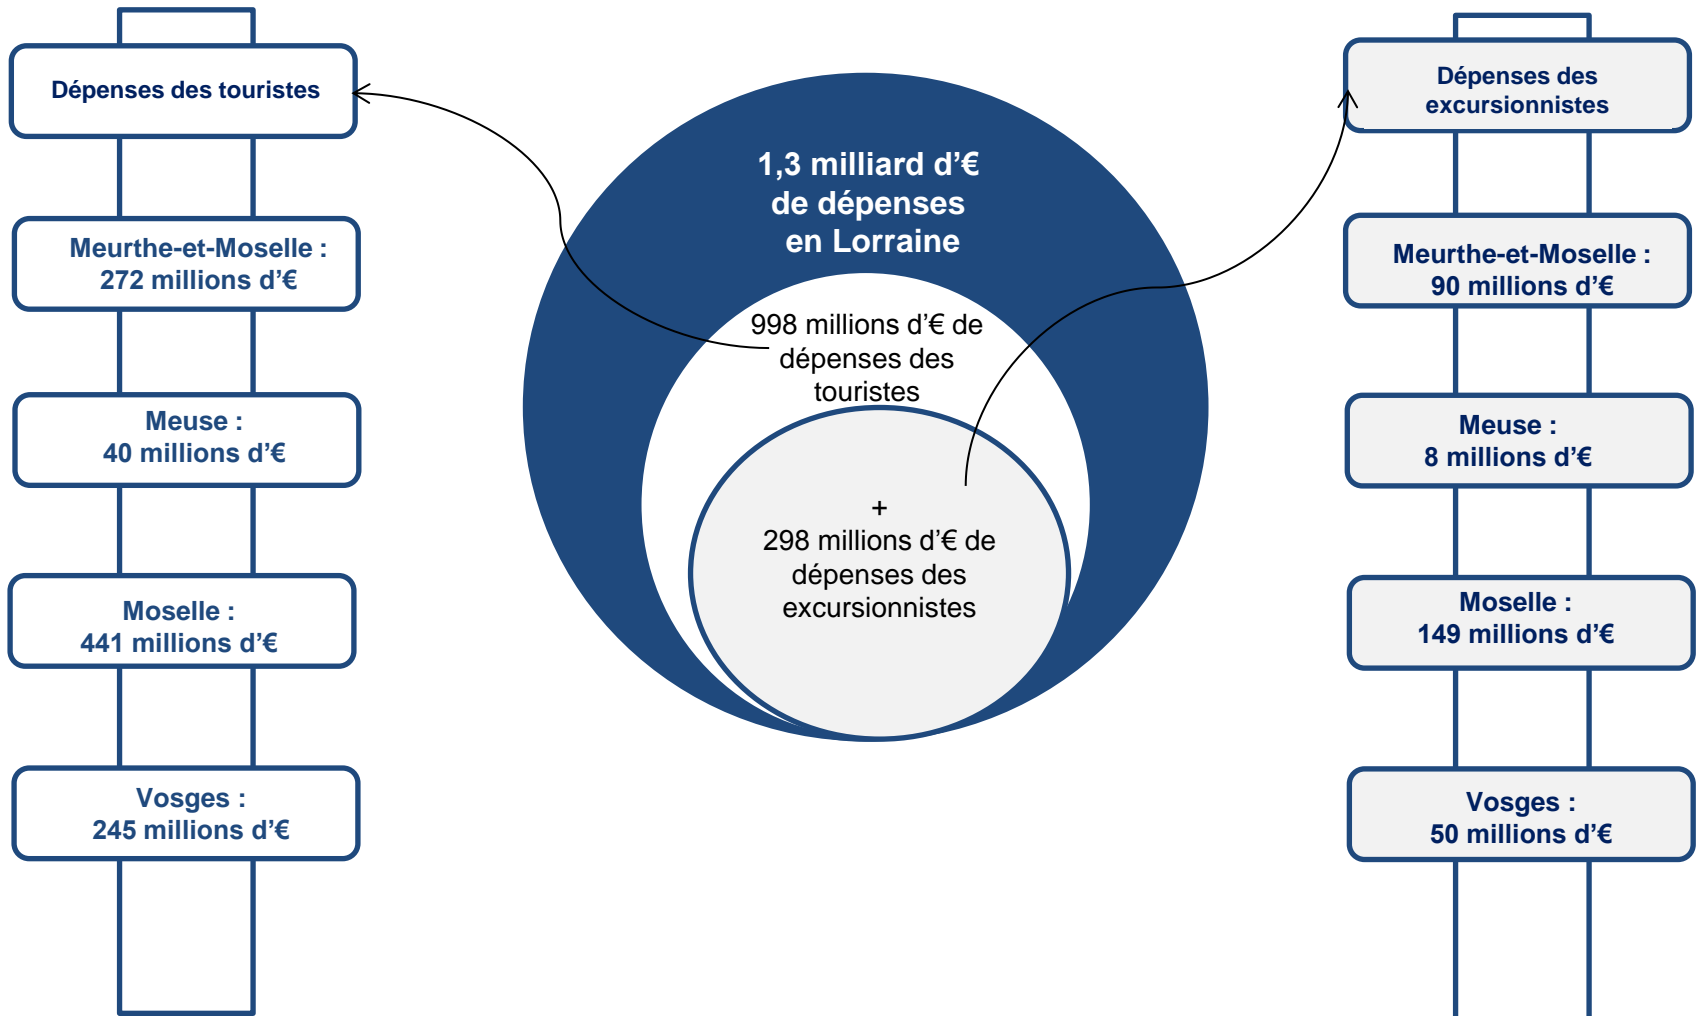 Dépenses des touristes
Meurthe-et-Moselle :
272 millions d'€
Meuse :
40 millions d'€
Moselle :
441 millions d'€
Vosges :
245 millions d'€
1,3 milliard d'€
de dépenses
en Lorraine
998 millions d'€ de
dépenses des
touristes
+
298 millions d'€ de
dépenses des
excursionnistes
Dépenses des
excursionnistes
Meurthe-et-Moselle :
90 millions d'€
Meuse :
8 millions d'€
Moselle :
149 millions d'€
Vosges :
50 millions d'€